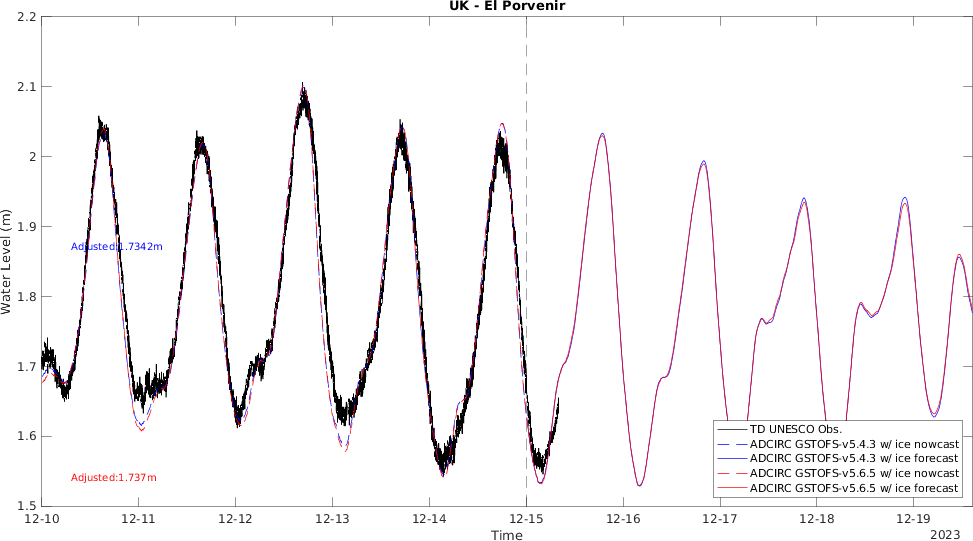 UK - El Porvenir
2.2
2.1
2
1.9
1.8
1.7
1.6
1.5
Water Level (m)
Adjusted:1.7342m
Adjusted:1.737m
TD UNESCO Obs.
ADCIRC GSTOFS-v5.4.3 w/ ice nowcast
ADCIRC GSTOFS-v5.4.3 w/ ice forecast
ADCIRC GSTOFS-v5.6.5 w/ ice nowcast
ADCIRC GSTOFS-v5.6.5 w/ ice forecast
12-10 12-11 12-12 12-13 12-14 12-15 12-16 12-17 12-18 12-19
Time
2023